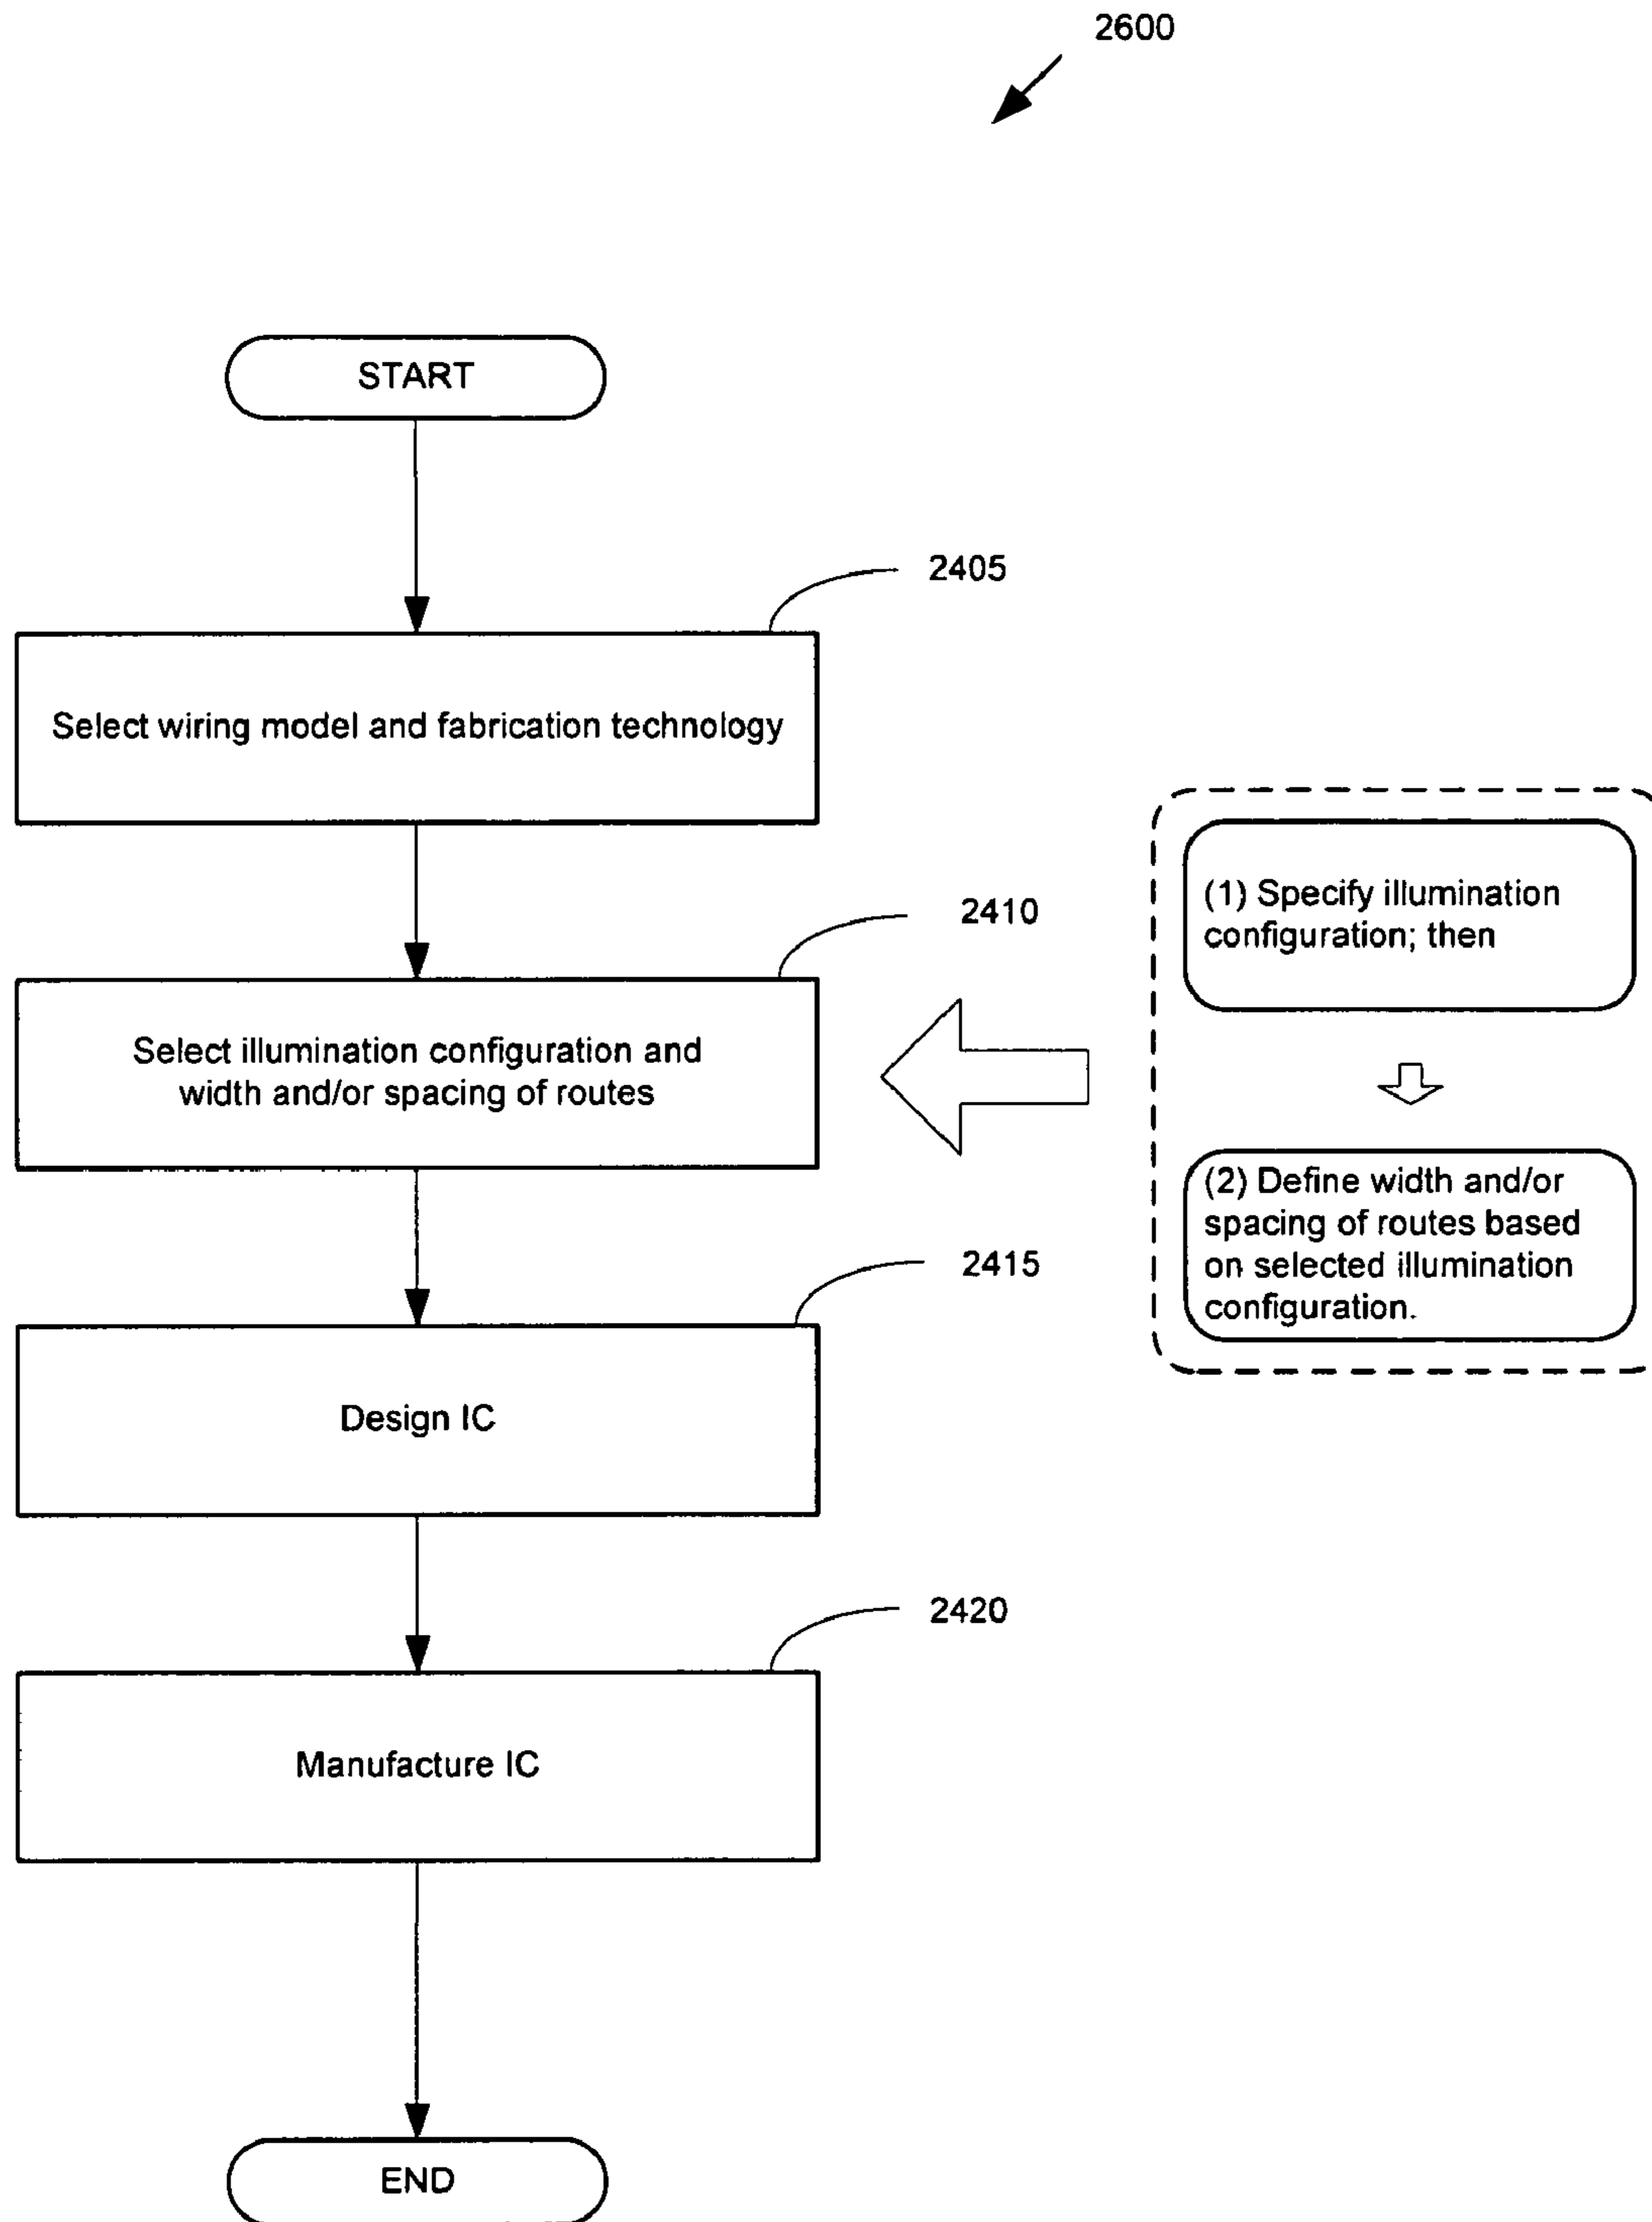 2600
START
2405
Select wiring model and fabrication technology
2410
Select illumination configuration and
width and/or spacing of routes
(1) Specify illumination
configuration; then
(2) Define width and/or
spacing of routes based
on selected illumination
configuration.
2415
Design IC
2420
Manufacture IC
END